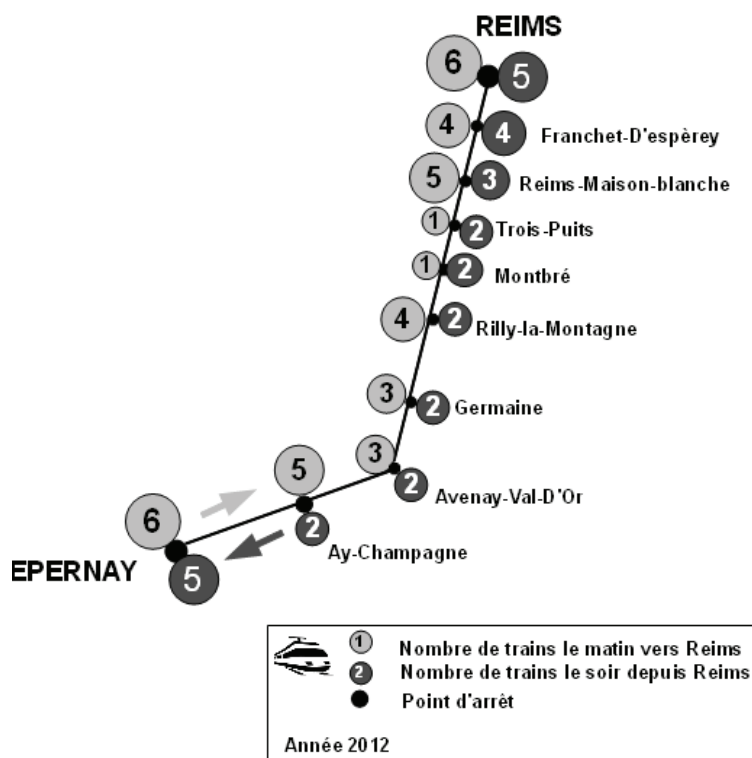 REIMS
6
5
4
4
Franchet-D'espèrey
5
3
Reims-Maison-blanche
1
2
Trois-Puits
1
2
Montbré
4
2
Rilly-la-Montagne
3
2
Germaine
3
2
Avenay-Val-D'Or
5
2
Ay-Champagne
6
5
EPERNAY
1 Nombre de trains le matin vers Reims
2 Nombre de trains le soir depuis Reims
Point d'arrêt
Année 2012